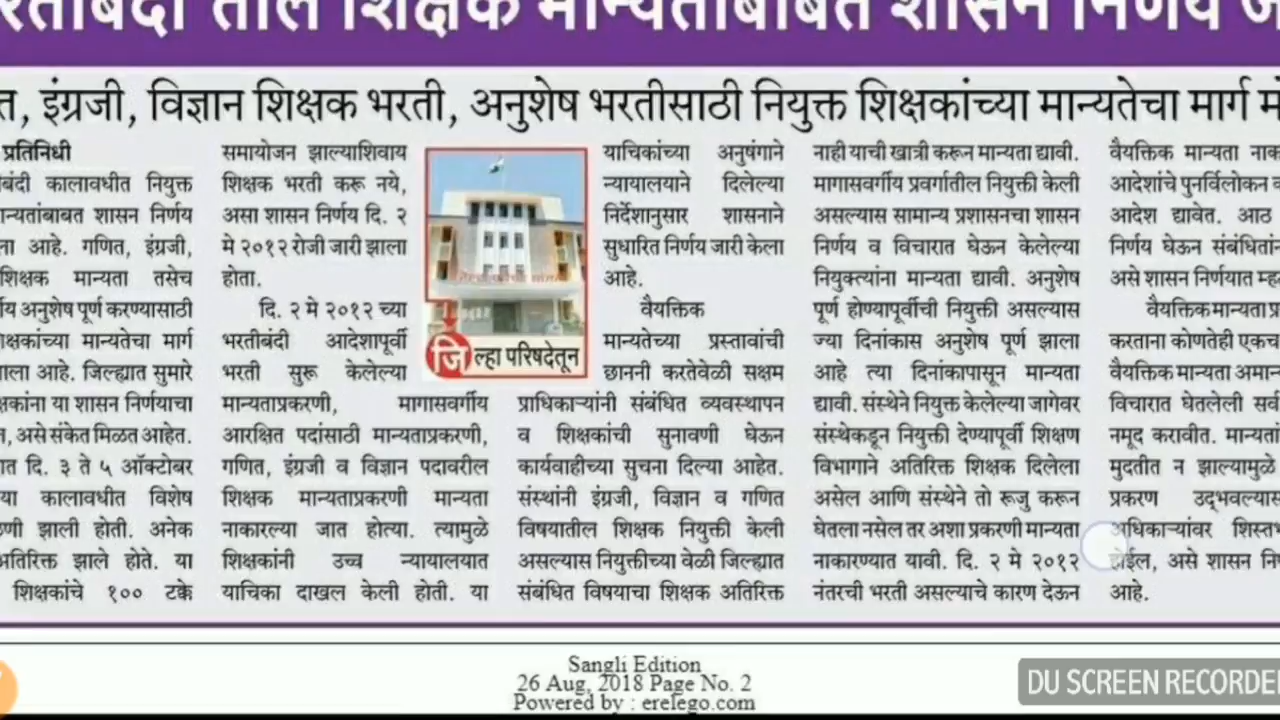 शिक्षक मान्यताबाबत शासन निर्णय
इंग्रजी, विज्ञान शिक्षक भरती, अनुशेष भरतीसाठी नियुक्त शिक्षकांच्या मान्यतेचा मार्ग
प्रतिनिधी
कालावधीत नियुक्त
शासन निर्णय
आहे. गणित, इंग्रजी,
शिक्षक मान्यता तसेच
अनुशेष पूर्ण करण्यासाठी
मान्यतेचा मार्ग
आहे. जिल्ह्यात सुमारे
या शासन निर्णयाचा
असे संकेत मिळत आहेत.
दि. ३ ते ५ ऑक्टोबर
कालावधीत विशेष
झाली होती. अनेक
अतिरिक्त झाले होते. या
शिक्षकांचे १०० टक्के
समायोजन झाल्याशिवाय
शिक्षक भरती करू नये,
असा शासन निर्णय दि. २
मे २०१२ रोजी जारी झाला
होता.
दि. २ मे २०१२ च्या
भरतीबंदी आदेशापूर्वी
भरती सुरू केलेल्या
मान्यताप्रकरणी, मागासवर्गीय
आरक्षित पदांसाठी मान्यताप्रकरणी,
गणित, इंग्रजी व विज्ञान पदावरील
शिक्षक मान्यताप्रकरणी मान्यता
नाकारल्या जात होत्या. त्यामुळे
शिक्षकांनी उच्च न्यायालयात
याचिका दाखल केली होती. या
जिल्हा परिषदेतून
याचिकांच्या अनुषंगाने
न्यायालयाने दिलेल्या
निर्देशानुसार शासनाने
सुधारित निर्णय जारी केला
आहे.
वैयक्तिक
मान्यतेच्या प्रस्तावांची
छाननी करतेवेळी सक्षम
प्राधिकाऱ्यांनी संबंधित व्यवस्थापन
व शिक्षकांची सुनावणी घेऊन
कार्यवाहीच्या सुचना दिल्या आहेत.
संस्थांनी इंग्रजी, विज्ञान व गणित
विषयातील शिक्षक नियुक्ती केली
असल्यास नियुक्तीच्या वेळी जिल्ह्यात
संबंधित विषयाचा शिक्षक अतिरिक्त
नाही याची खात्री करून मान्यता द्यावी.
मागासवर्गीय प्रवर्गातील नियुक्ती केली
असल्यास सामान्य प्रशासनचा शासन
निर्णय व विचारात घेऊन केलेल्या
नियुक्त्यांना मान्यता द्यावी. अनुशेष
पूर्ण होण्यापूर्वीची नियुक्ती असल्यास
ज्या दिनांकास अनुशेष पूर्ण झाला
आहे त्या दिनांकापासून मान्यता
द्यावी. संस्थेने नियुक्त केलेल्या जागेवर
संस्थेकडून नियुक्ती देण्यापूर्वी शिक्षण
विभागाने अतिरिक्त शिक्षक दिलेला
असेल आणि संस्थेने तो रूजु करून
घेतला नसेल तर अशा प्रकरणी मान्यता
नाकारण्यात यावी. दि. २ मे २०१२
नंतरची भरती असल्याचे कारण देऊन
वैयक्तिक मान्यता
आदेशांचे पुनर्विलोकन
आदेश द्यावेत. आठ
निर्णय घेऊन
असे शासन निर्णयात
वैयक्तिक मान्यता
करताना कोणतेही
वैयक्तिक मान्यता
विचारात घेतलेली
नमूद करावीत.
मुदतीत न झाल्यामुळे
प्रकरण
अधिकाऱ्यांवर
होईल, असे शासन
आहे.
Sangli Edition
26 Aug, 2018 Page No. 2
Powered by : erelego.com
DU SCREEN